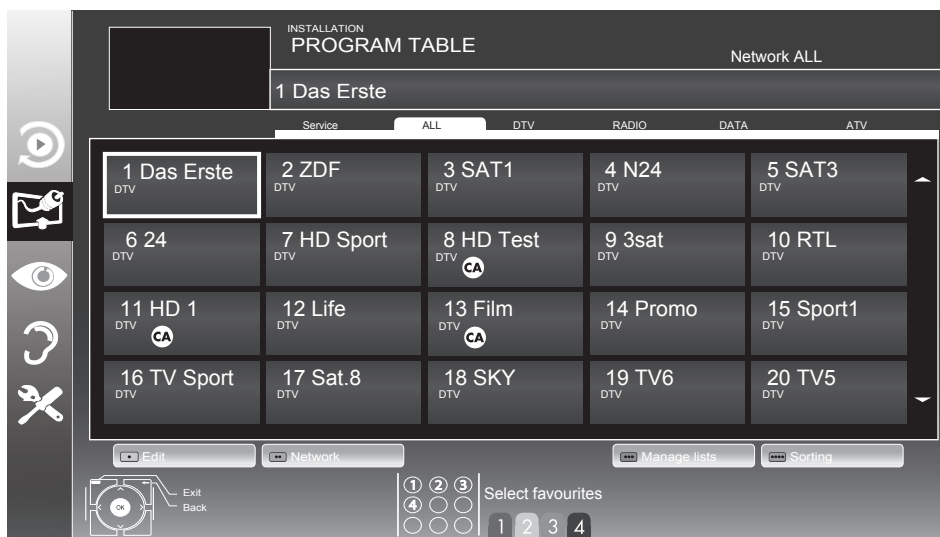 INSTALLATION
PROGRAM TABLE
Network ALL
1 Das Erste
Service ALL DTV RADIO DATA ATV
1 Das Erste 2 ZDF 3 SAT1 4 N24 5 SAT3
DTV DTV DTV DTV DTV
6 24 7 HD Sport 8 HD Test 9 3sat 10 RTL
DTV DTV DTV DTV DTV
CA
11 HD 1 12 Life 13 Film 14 Promo 15 Sport1
DTV DTV DTV DTV DTV
CA CA
16 TV Sport 17 Sat.8 18 SKY 19 TV6 20 TV5
DTV DTV DTV DTV DTV
Edit Network Manage lists Sorting
Exit
Back
OK
1 2 3
4
Select favourites
1 2 3 4